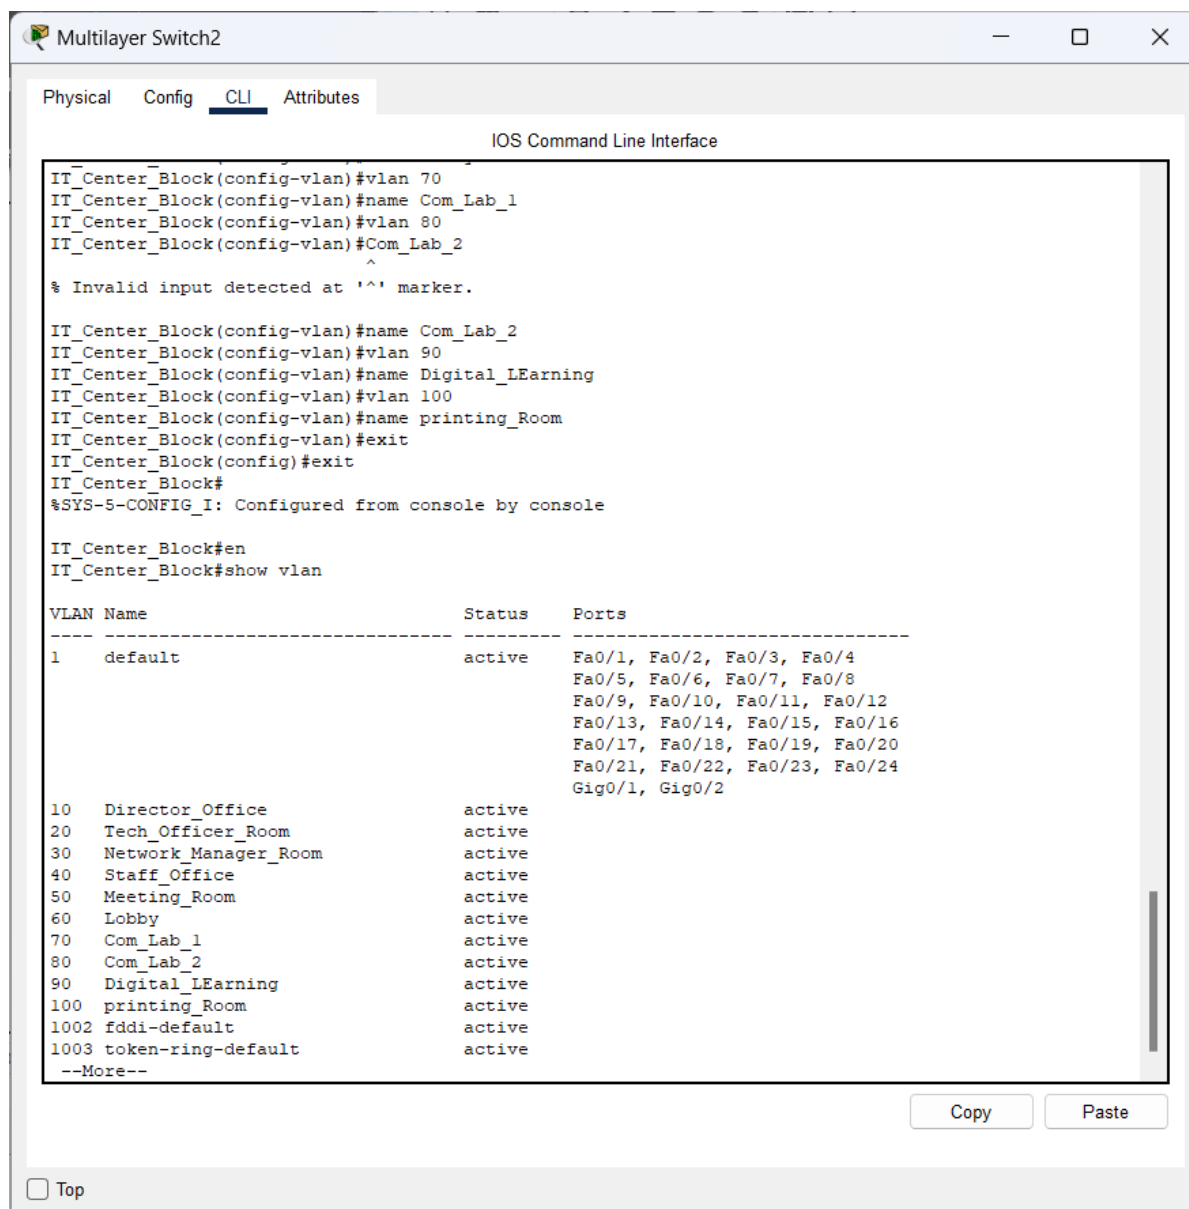 Multilayer Switch2
Physical Config CLI Attributes
IOS Command Line Interface
IT_Center_Block(config-vlan)#vlan 70
IT_Center_Block(config-vlan)#name Com_Lab_1
IT_Center_Block(config-vlan)#vlan 80
IT_Center_Block(config-vlan)#Com_Lab_2
^
% Invalid input detected at '^' marker.
IT_Center_Block(config-vlan)#name Com_Lab_2
IT_Center_Block(config-vlan)#vlan 90
IT_Center_Block(config-vlan)#name Digital_LEarning
IT_Center_Block(config-vlan)#vlan 100
IT_Center_Block(config-vlan)#name printing_Room
IT_Center_Block(config-vlan)#exit
IT_Center_Block(config)#exit
IT_Center_Block#
%SYS-5-CONFIG_I: Configured from console by console
IT_Center_Block#en
IT_Center_Block#show vlan
VLAN Name Status Ports
---- -------------------------------- --------- -------------------------------
1 default active Fa0/1, Fa0/2, Fa0/3, Fa0/4
Fa0/5, Fa0/6, Fa0/7, Fa0/8
Fa0/9, Fa0/10, Fa0/11, Fa0/12
Fa0/13, Fa0/14, Fa0/15, Fa0/16
Fa0/17, Fa0/18, Fa0/19, Fa0/20
Fa0/21, Fa0/22, Fa0/23, Fa0/24
Gig0/1, Gig0/2
10 Director_Office active
20 Tech_Officer_Room active
30 Network_Manager_Room active
40 Staff_Office active
50 Meeting_Room active
60 Lobby active
70 Com_Lab_1 active
80 Com_Lab_2 active
90 Digital_LEarning active
100 printing_Room active
1002 fddi-default active
1003 token-ring-default active
--More--
Copy Paste
Top